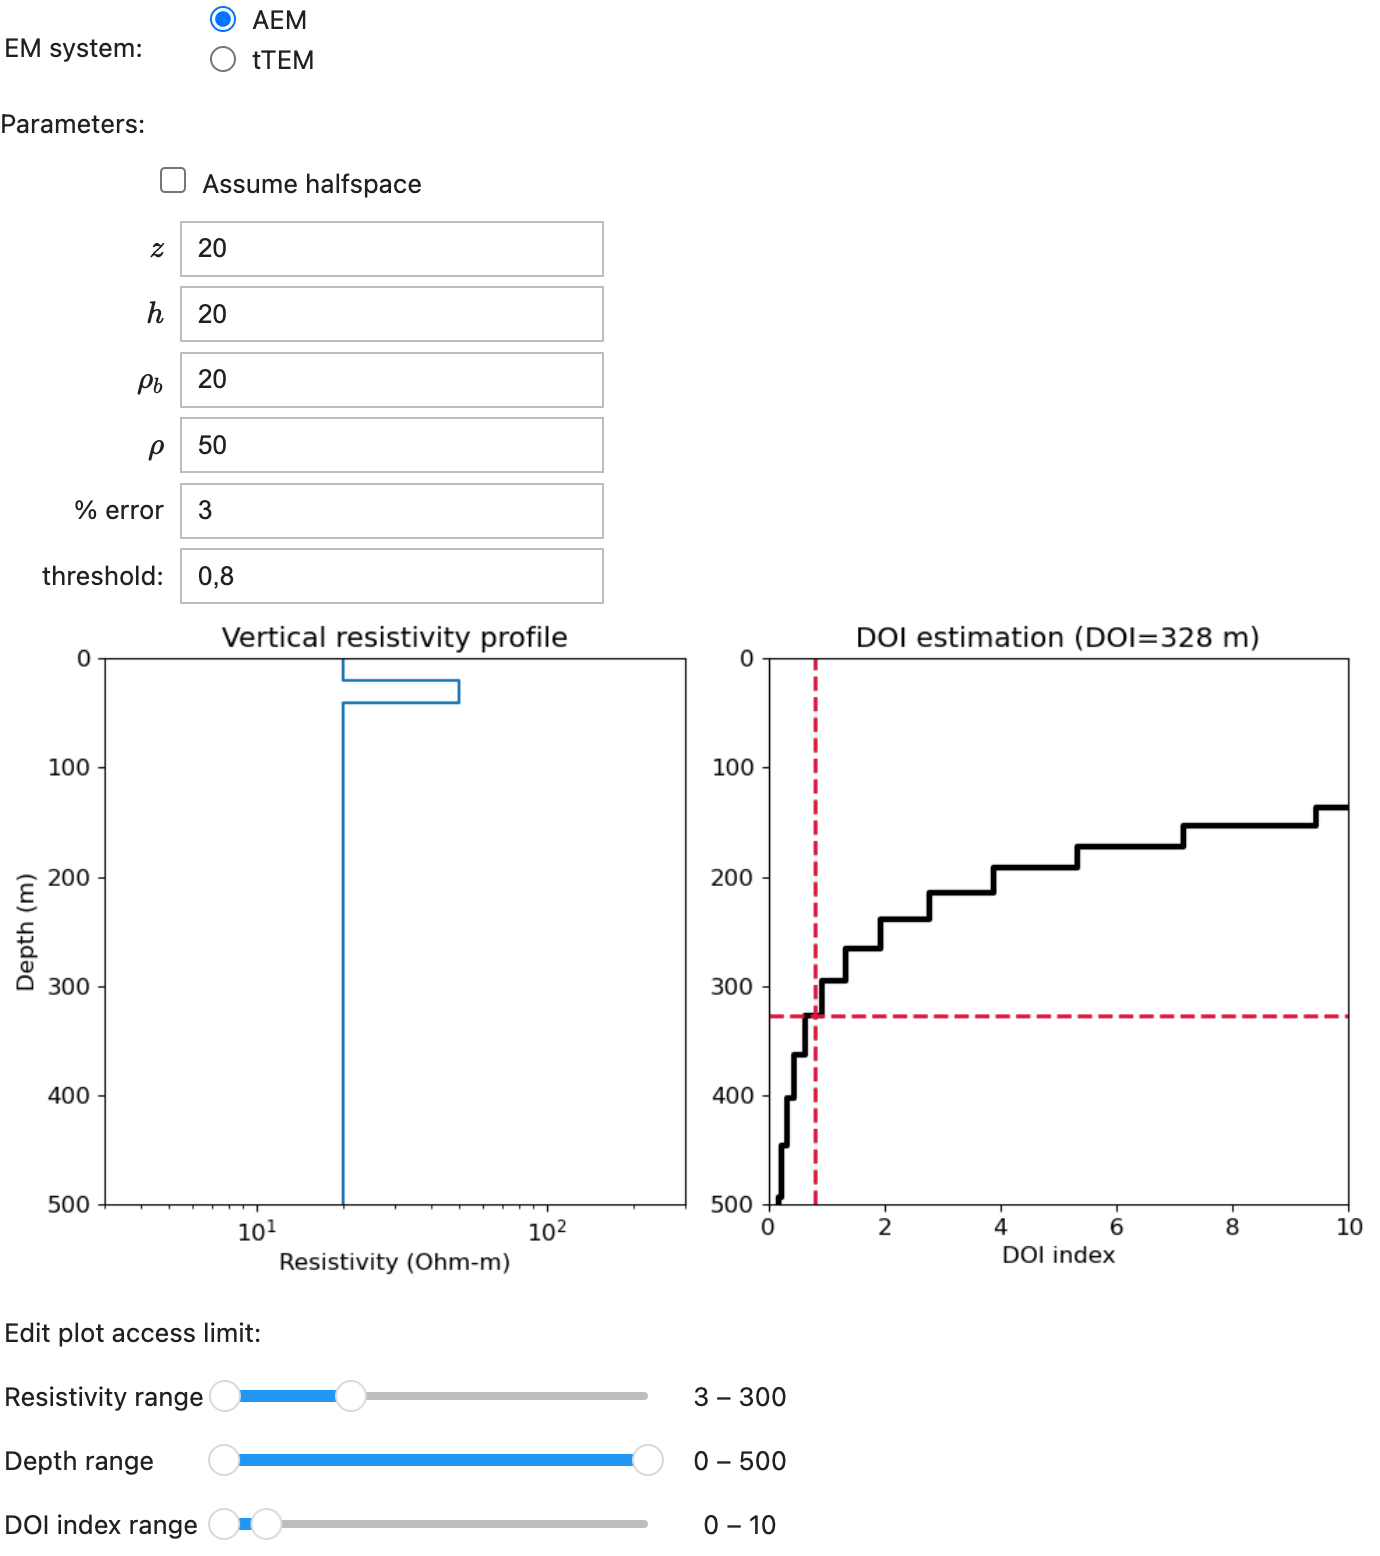 EM system:
AEM
tTEM
Parameters:
Assume halfspace
z 20
h 20
ρb 20
ρ 50
% error 3
threshold: 0,8
Vertical resistivity profile
0
100
200
300
400
500
Depth (m)
10¹ 10²
Resistivity (Ohm-m)
DOI estimation (DOI=328 m)
0
100
200
300
400
500
0 2 4 6 8 10
DOI index
Edit plot access limit:
Resistivity range 3 – 300
Depth range 0 – 500
DOI index range 0 – 10